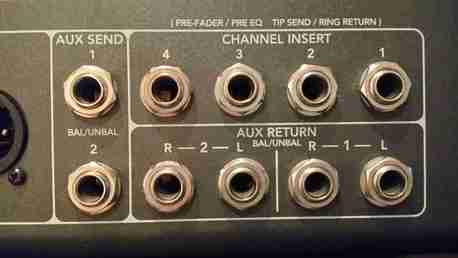 ( PRE-FADER / PRE EQ TIP SEND / RING RETURN )
AUX SEND CHANNEL INSERT
1 4 3 2 1
BAL/UNBAL AUX RETURN
2 R — 2 — L BAL/UNBAL R — 1 — L